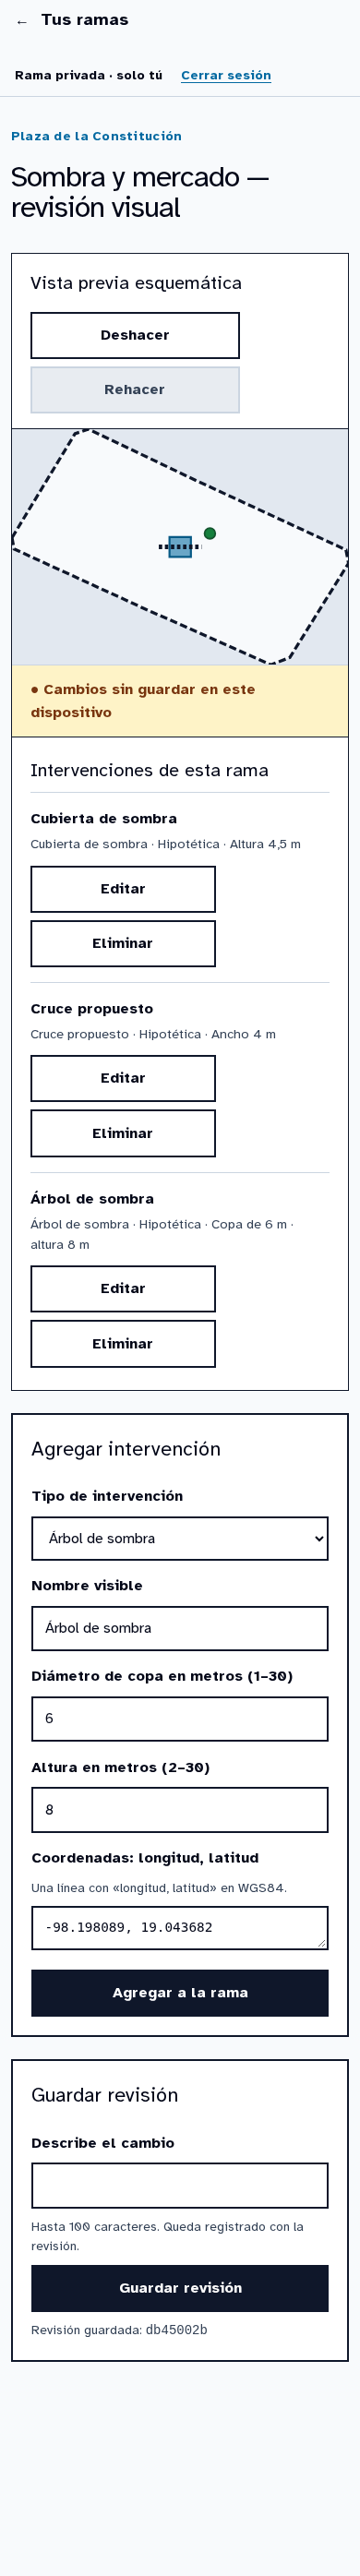 ← Tus ramas
Rama privada · solo tú Cerrar sesión
Plaza de la Constitución
Sombra y mercado —
revisión visual
Vista previa esquemática
Deshacer
Rehacer
● Cambios sin guardar en este
dispositivo
Intervenciones de esta rama
Cubierta de sombra
Cubierta de sombra · Hipotética · Altura 4,5 m
Editar
Eliminar
Cruce propuesto
Cruce propuesto · Hipotética · Ancho 4 m
Editar
Eliminar
Árbol de sombra
Árbol de sombra · Hipotética · Copa de 6 m ·
altura 8 m
Editar
Eliminar
Agregar intervención
Tipo de intervención
Árbol de sombra
Nombre visible
Árbol de sombra
Diámetro de copa en metros (1–30)
6
Altura en metros (2–30)
8
Coordenadas: longitud, latitud
Una línea con «longitud, latitud» en WGS84.
-98.198089, 19.043682
Agregar a la rama
Guardar revisión
Describe el cambio
Hasta 100 caracteres. Queda registrado con la
revisión.
Guardar revisión
Revisión guardada: db45002b